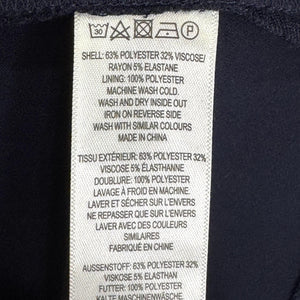 30 P
SHELL: 63% POLYESTER 32% VISCOSE/
RAYON 5% ELASTANE
LINING: 100% POLYESTER
MACHINE WASH COLD.
WASH AND DRY INSIDE OUT
IRON ON REVERSE SIDE
WASH WITH SIMILAR COLOURS
MADE IN CHINA
TISSU EXTÉRIEUR: 63% POLYESTER 32%
VISCOSE 5% ÉLASTHANNE
DOUBLURE: 100% POLYESTER
LAVAGE À FROID EN MACHINE.
LAVER ET SÉCHER SUR L'ENVERS
NE REPASSER QUE SUR L'ENVERS
LAVER AVEC DES COLORIS
SIMILAIRES
FABRIQUÉ EN CHINE
AUSSENSTOFF: 63% POLYESTER 32%
VISKOSE 5% ELASTHAN
FUTTER: 100% POLYESTER
KALTE MASCHINENWÄSCHE